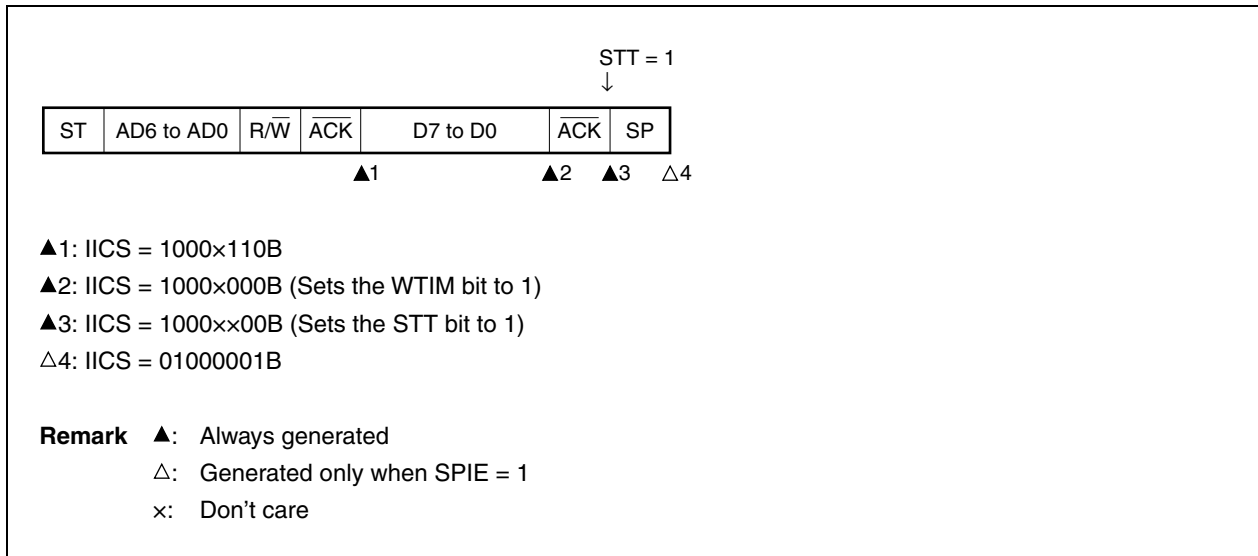 STT = 1
↓
ST AD6 to AD0 R/W̅ A̅C̅K̅ D7 to D0 A̅C̅K̅ SP
▲1 ▲2 ▲3 △4
▲1: IICS = 1000×110B
▲2: IICS = 1000×000B (Sets the WTIM bit to 1)
▲3: IICS = 1000××00B (Sets the STT bit to 1)
△4: IICS = 01000001B
Remark ▲: Always generated
△: Generated only when SPIE = 1
×: Don't care